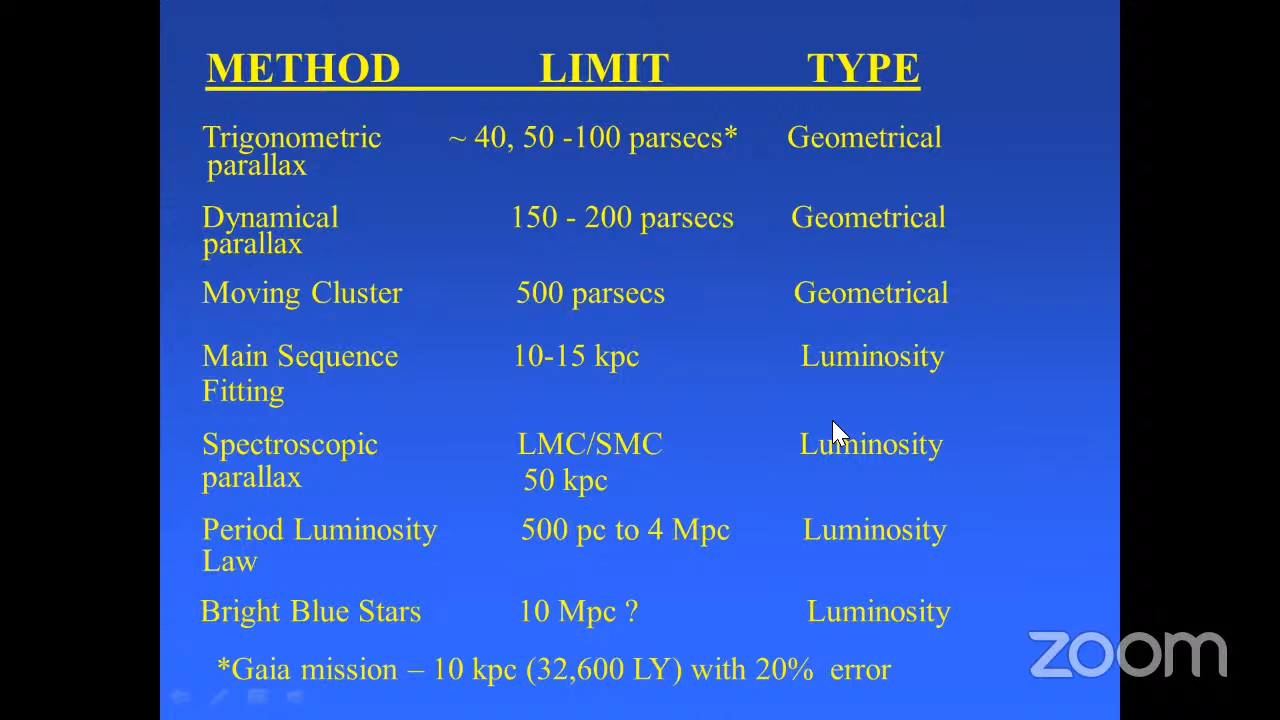 METHOD LIMIT TYPE
Trigonometric ~ 40, 50 -100 parsecs* Geometrical
parallax
Dynamical 150 - 200 parsecs Geometrical
parallax
Moving Cluster 500 parsecs Geometrical
Main Sequence 10-15 kpc Luminosity
Fitting
Spectroscopic LMC/SMC Luminosity
parallax 50 kpc
Period Luminosity 500 pc to 4 Mpc Luminosity
Law
Bright Blue Stars 10 Mpc ? Luminosity
*Gaia mission – 10 kpc (32,600 LY) with 20% error
zoom